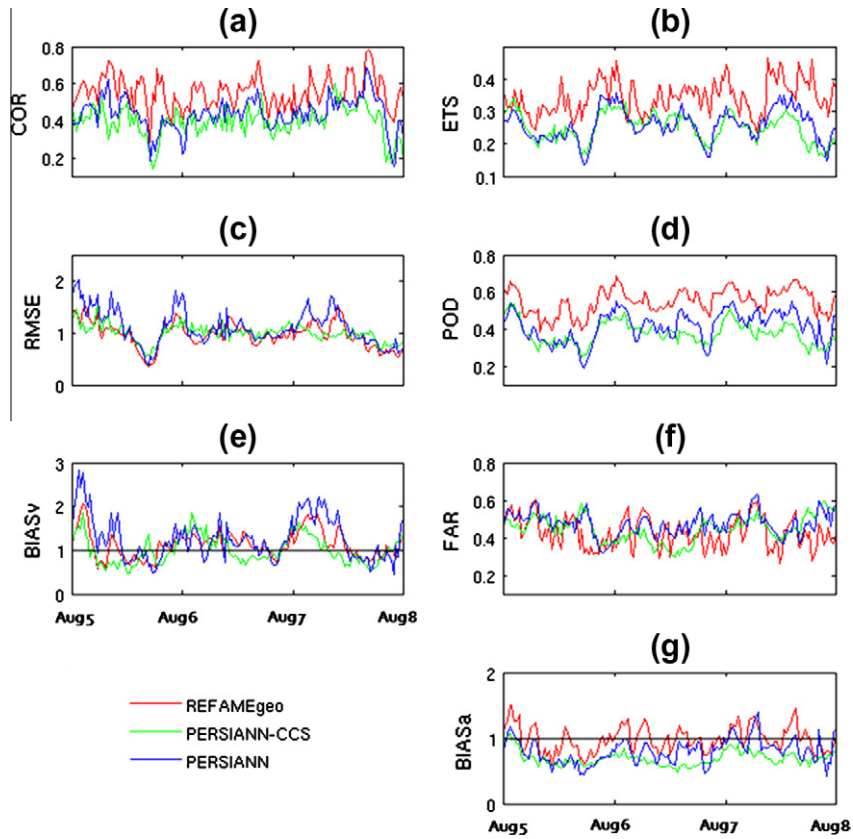 (a)
COR
0.8
0.6
0.4
0.2
(b)
ETS
0.4
0.3
0.2
0.1
(c)
RMSE
2
1
0
(d)
POD
0.8
0.6
0.4
0.2
(e)
BIASv
3
2
1
0
Aug5 Aug6 Aug7 Aug8
(f)
FAR
0.8
0.6
0.4
0.2
REFAMEgeo
PERSIANN-CCS
PERSIANN
(g)
BIASa
2
1
0
Aug5 Aug6 Aug7 Aug8